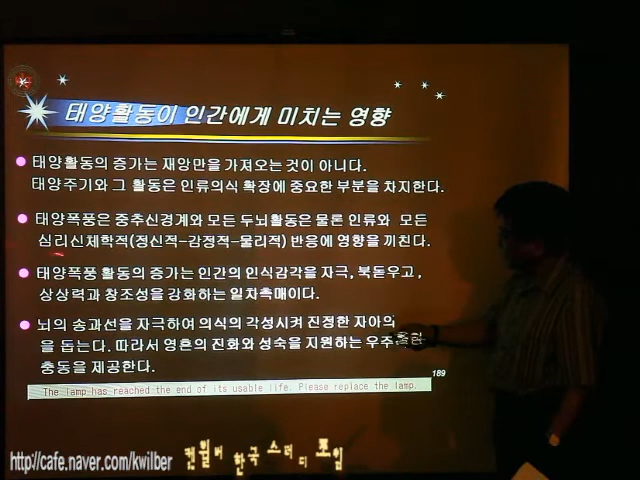 태양활동이 인간에게 미치는 영향
태양활동의 증가는 재앙만을 가져오는 것이 아니다.
태양주기와 그 활동은 인류의식 확장에 중요한 부분을 차지한다.
태양폭풍은 중추신경계와 모든 두뇌활동은 물론 인류와 모든
심리신체학적(정신적-감정적-물리적) 반응에 영향을 끼친다.
태양폭풍 활동의 증가는 인간의 인식감각을 자극, 북돋우고,
상상력과 창조성을 강화하는 일차촉매이다.
뇌의 송과선을 자극하여 의식의 각성시켜 진정한 자아의
을 돕는다. 따라서 영혼의 진화와 성숙을 지원하는
충동을 제공한다.
189
The lamp has reached the end of its usable life. Please replace the lamp.
http://cafe.naver.com/kwilber 켄윌버 한국 스터디 모임